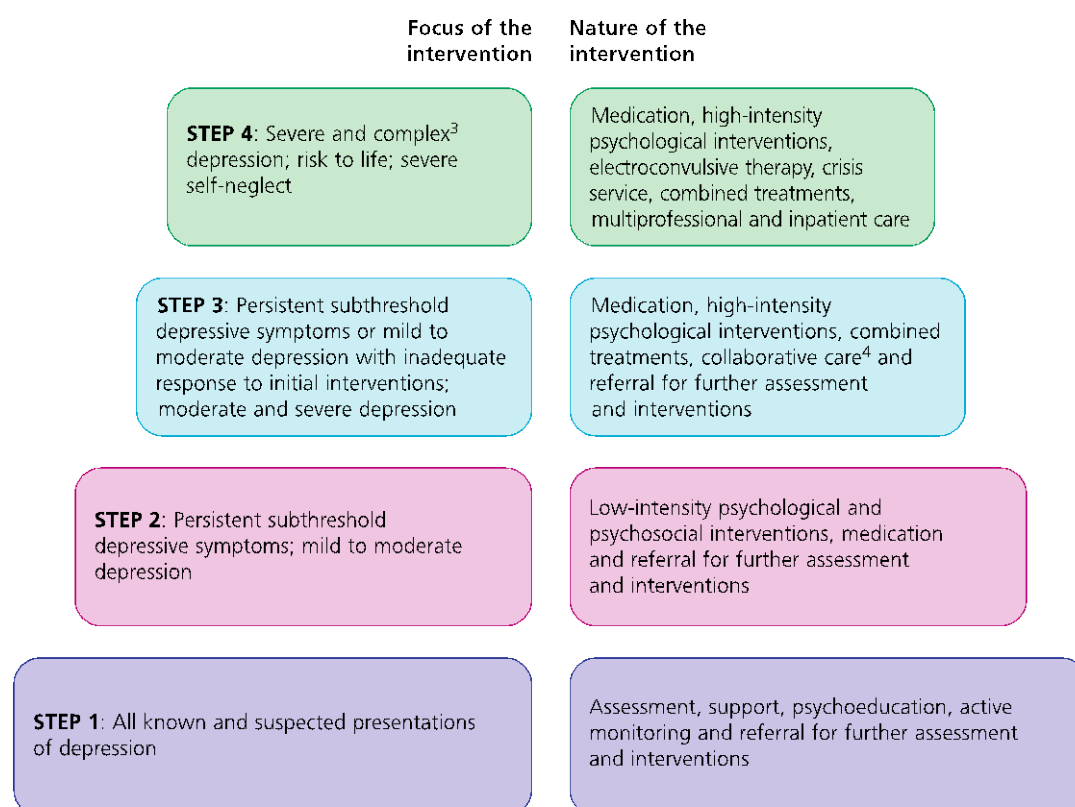 Focus of the
intervention
Nature of the
intervention
STEP 4: Severe and complex³
depression; risk to life; severe
self-neglect
Medication, high-intensity
psychological interventions,
electroconvulsive therapy, crisis
service, combined treatments,
multiprofessional and inpatient care
STEP 3: Persistent subthreshold
depressive symptoms or mild to
moderate depression with inadequate
response to initial interventions;
moderate and severe depression
Medication, high-intensity
psychological interventions, combined
treatments, collaborative care⁴ and
referral for further assessment
and interventions
STEP 2: Persistent subthreshold
depressive symptoms; mild to moderate
depression
Low-intensity psychological and
psychosocial interventions, medication
and referral for further assessment
and interventions
STEP 1: All known and suspected presentations
of depression
Assessment, support, psychoeducation, active
monitoring and referral for further assessment
and interventions